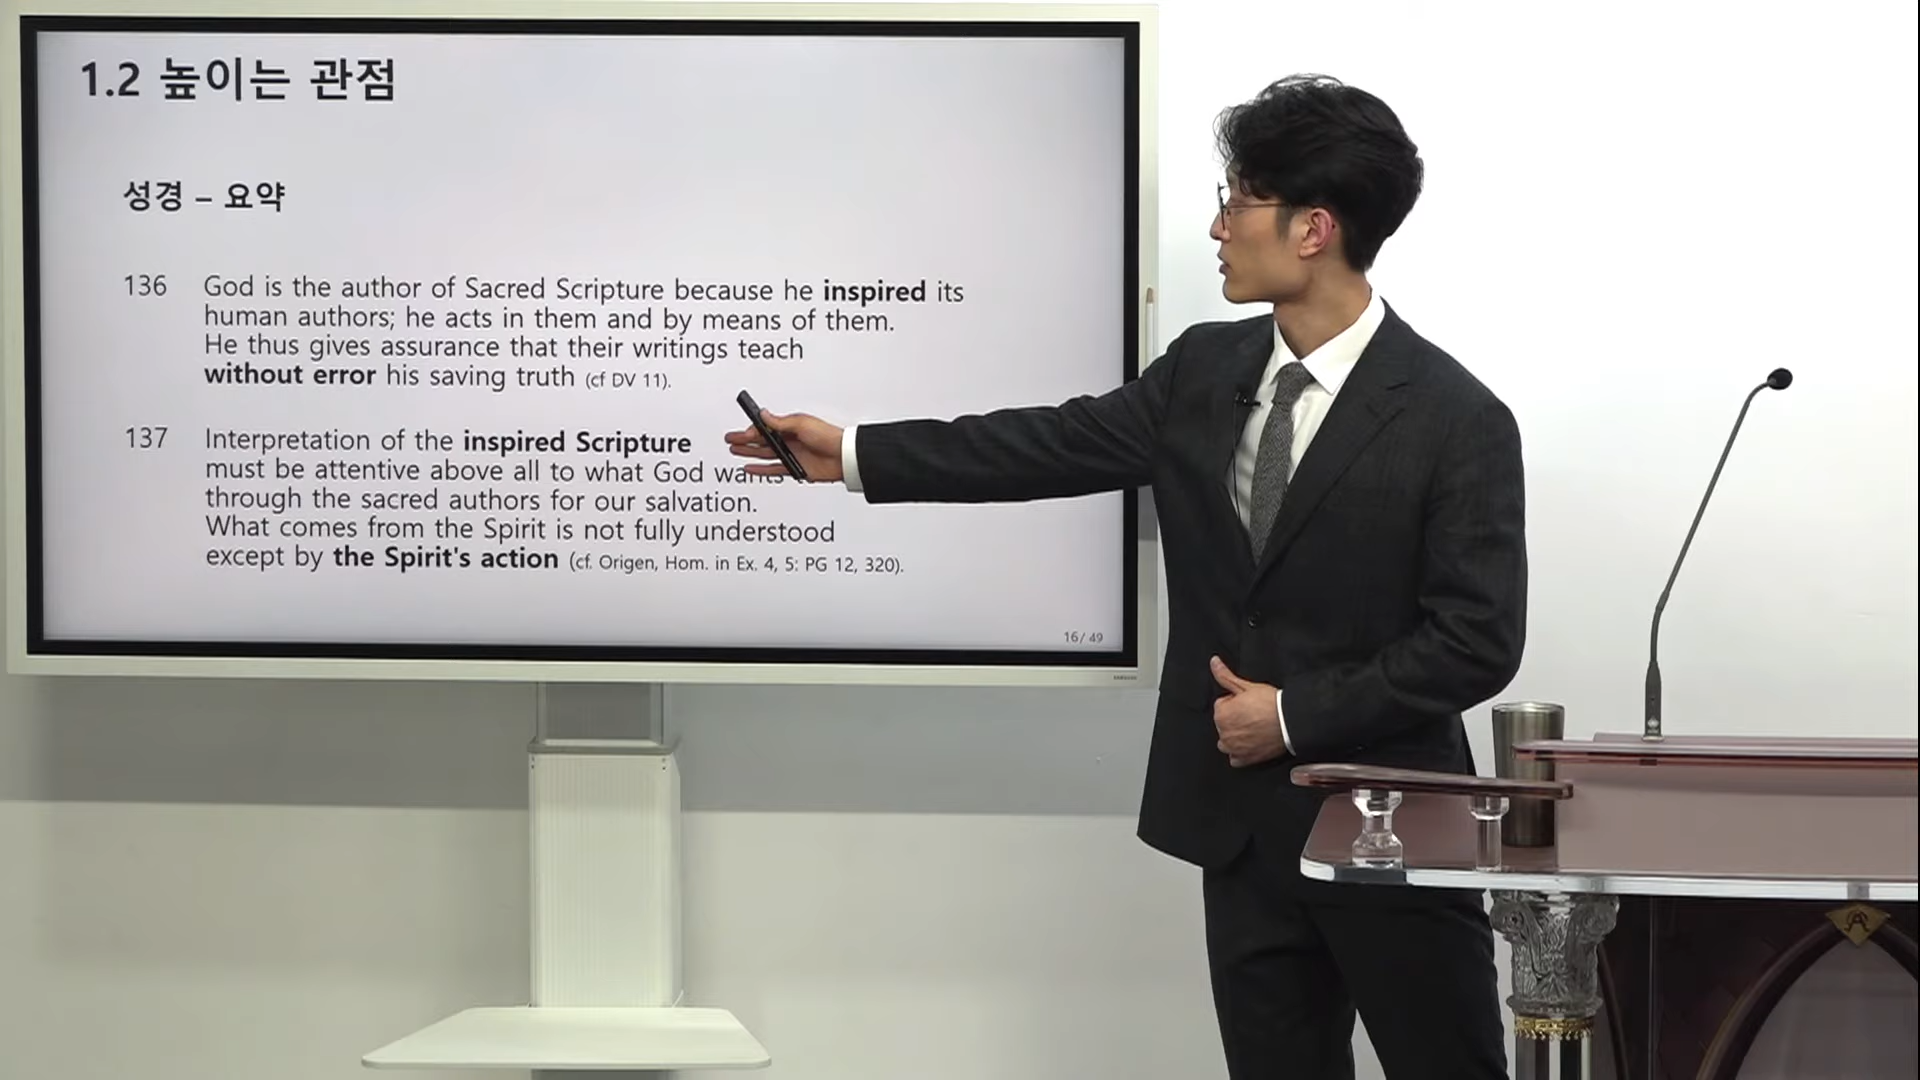 1.2 높이는 관점
성경 – 요약
136 God is the author of Sacred Scripture because he inspired its
human authors; he acts in them and by means of them.
He thus gives assurance that their writings teach
without error his saving truth (cf DV 11).
137 Interpretation of the inspired Scripture
must be attentive above all to what God wants
through the sacred authors for our salvation.
What comes from the Spirit is not fully understood
except by the Spirit's action (cf. Origen, Hom. in Ex. 4, 5: PG 12, 320).
16/ 49
SAMSUNG